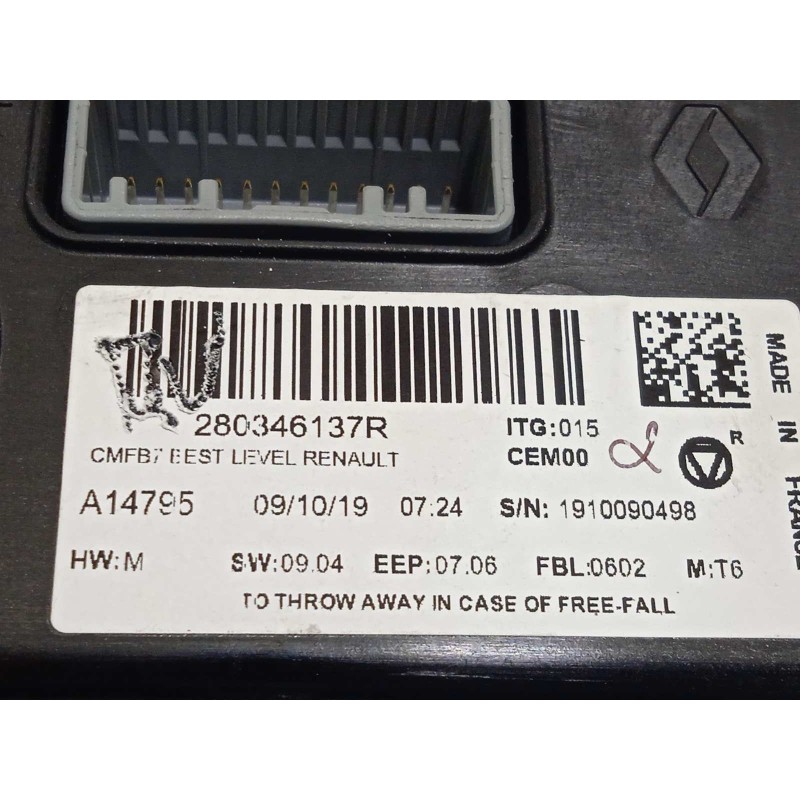 280346137R
ITG:015
CMFB7 BEST LEVEL RENAULT
CEM00
R
A14795 09/10/19 07:24 S/N: 1910090498
HW:M SW:09.04 EEP:07.06 FBL:0602 M:T6
TO THROW AWAY IN CASE OF FREE-FALL
MADE IN FRANCE